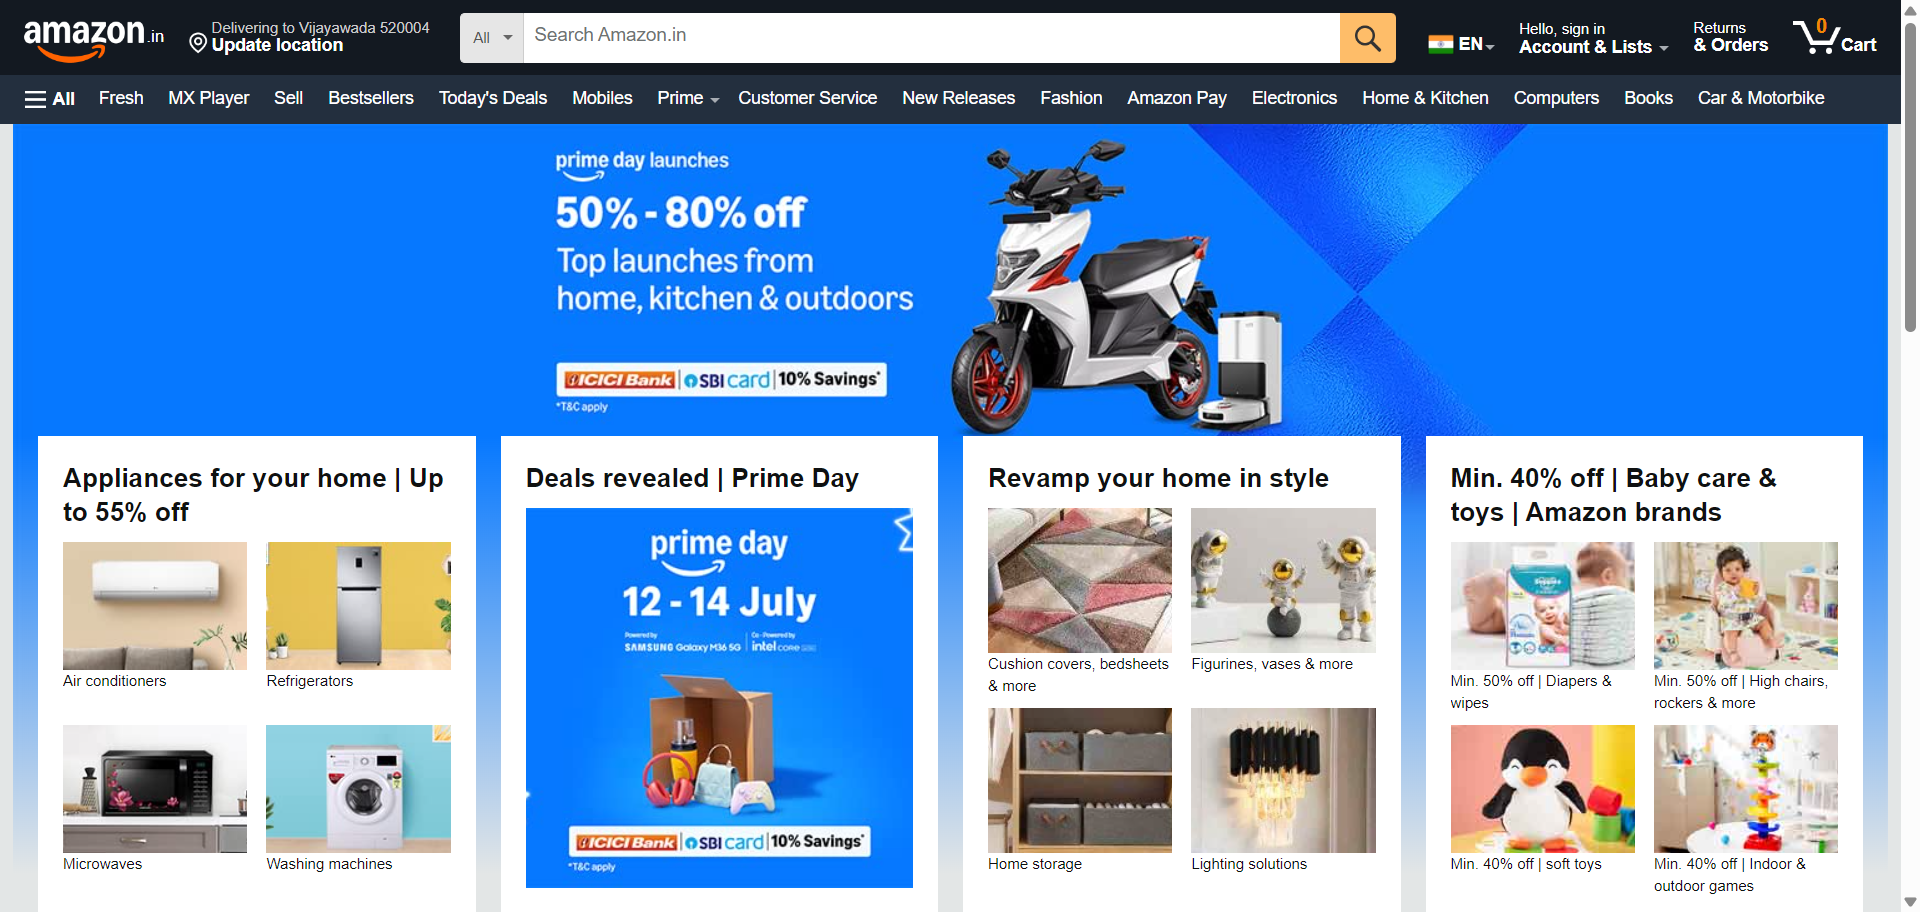 amazon.in
Delivering to Vijayawada 520004
Update location
All
Search Amazon.in
EN
Hello, sign in
Account & Lists
Returns
& Orders
0
Cart
All
Fresh
MX Player
Sell
Bestsellers
Today's Deals
Mobiles
Prime
Customer Service
New Releases
Fashion
Amazon Pay
Electronics
Home & Kitchen
Computers
Books
Car & Motorbike
prime day launches
50% - 80% off
Top launches from
home, kitchen & outdoors
ICICI Bank | SBI card | 10% Savings*
*T&C apply
Appliances for your home | Up
to 55% off
Air conditioners
Refrigerators
Microwaves
Washing machines
Deals revealed | Prime Day
prime day
12 - 14 July
Powered by
SAMSUNG Galaxy M36 5G
Co-Powered by
intel CORE
ICICI Bank | SBI card | 10% Savings*
*T&C apply
Revamp your home in style
Cushion covers, bedsheets
& more
Figurines, vases & more
Home storage
Lighting solutions
Min. 40% off | Baby care &
toys | Amazon brands
Min. 50% off | Diapers &
wipes
Min. 50% off | High chairs,
rockers & more
Min. 40% off | soft toys
Min. 40% off | Indoor &
outdoor games